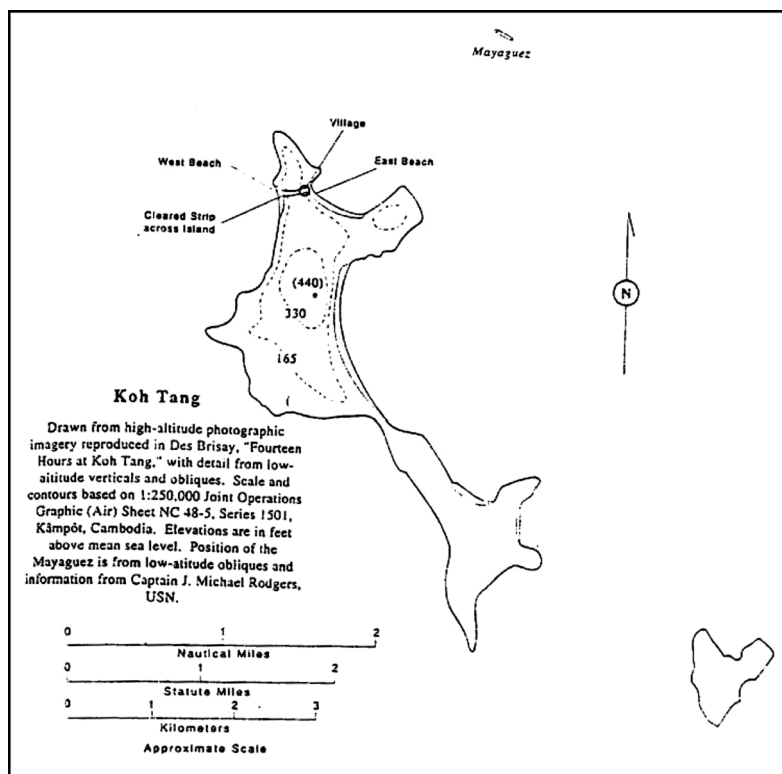 Mayaguez
Village
West Beach
East Beach
Cleared Strip
across Island
(440)
330
165
N
Koh Tang
Drawn from high-altitude photographic
imagery reproduced in Des Brisay, "Fourteen
Hours at Koh Tang," with detail from low-
altitude verticals and obliques. Scale and
contours based on 1:250,000 Joint Operations
Graphic (Air) Sheet NC 48-5, Series 1501,
Kâmpôt, Cambodia. Elevations are in feet
above mean sea level. Position of the
Mayaguez is from low-atitude obliques and
information from Captain J. Michael Rodgers,
USN.
0 1 2
Nautical Miles
0 1 2
Statute Miles
0 1 2 3
Kilometers
Approximate Scale